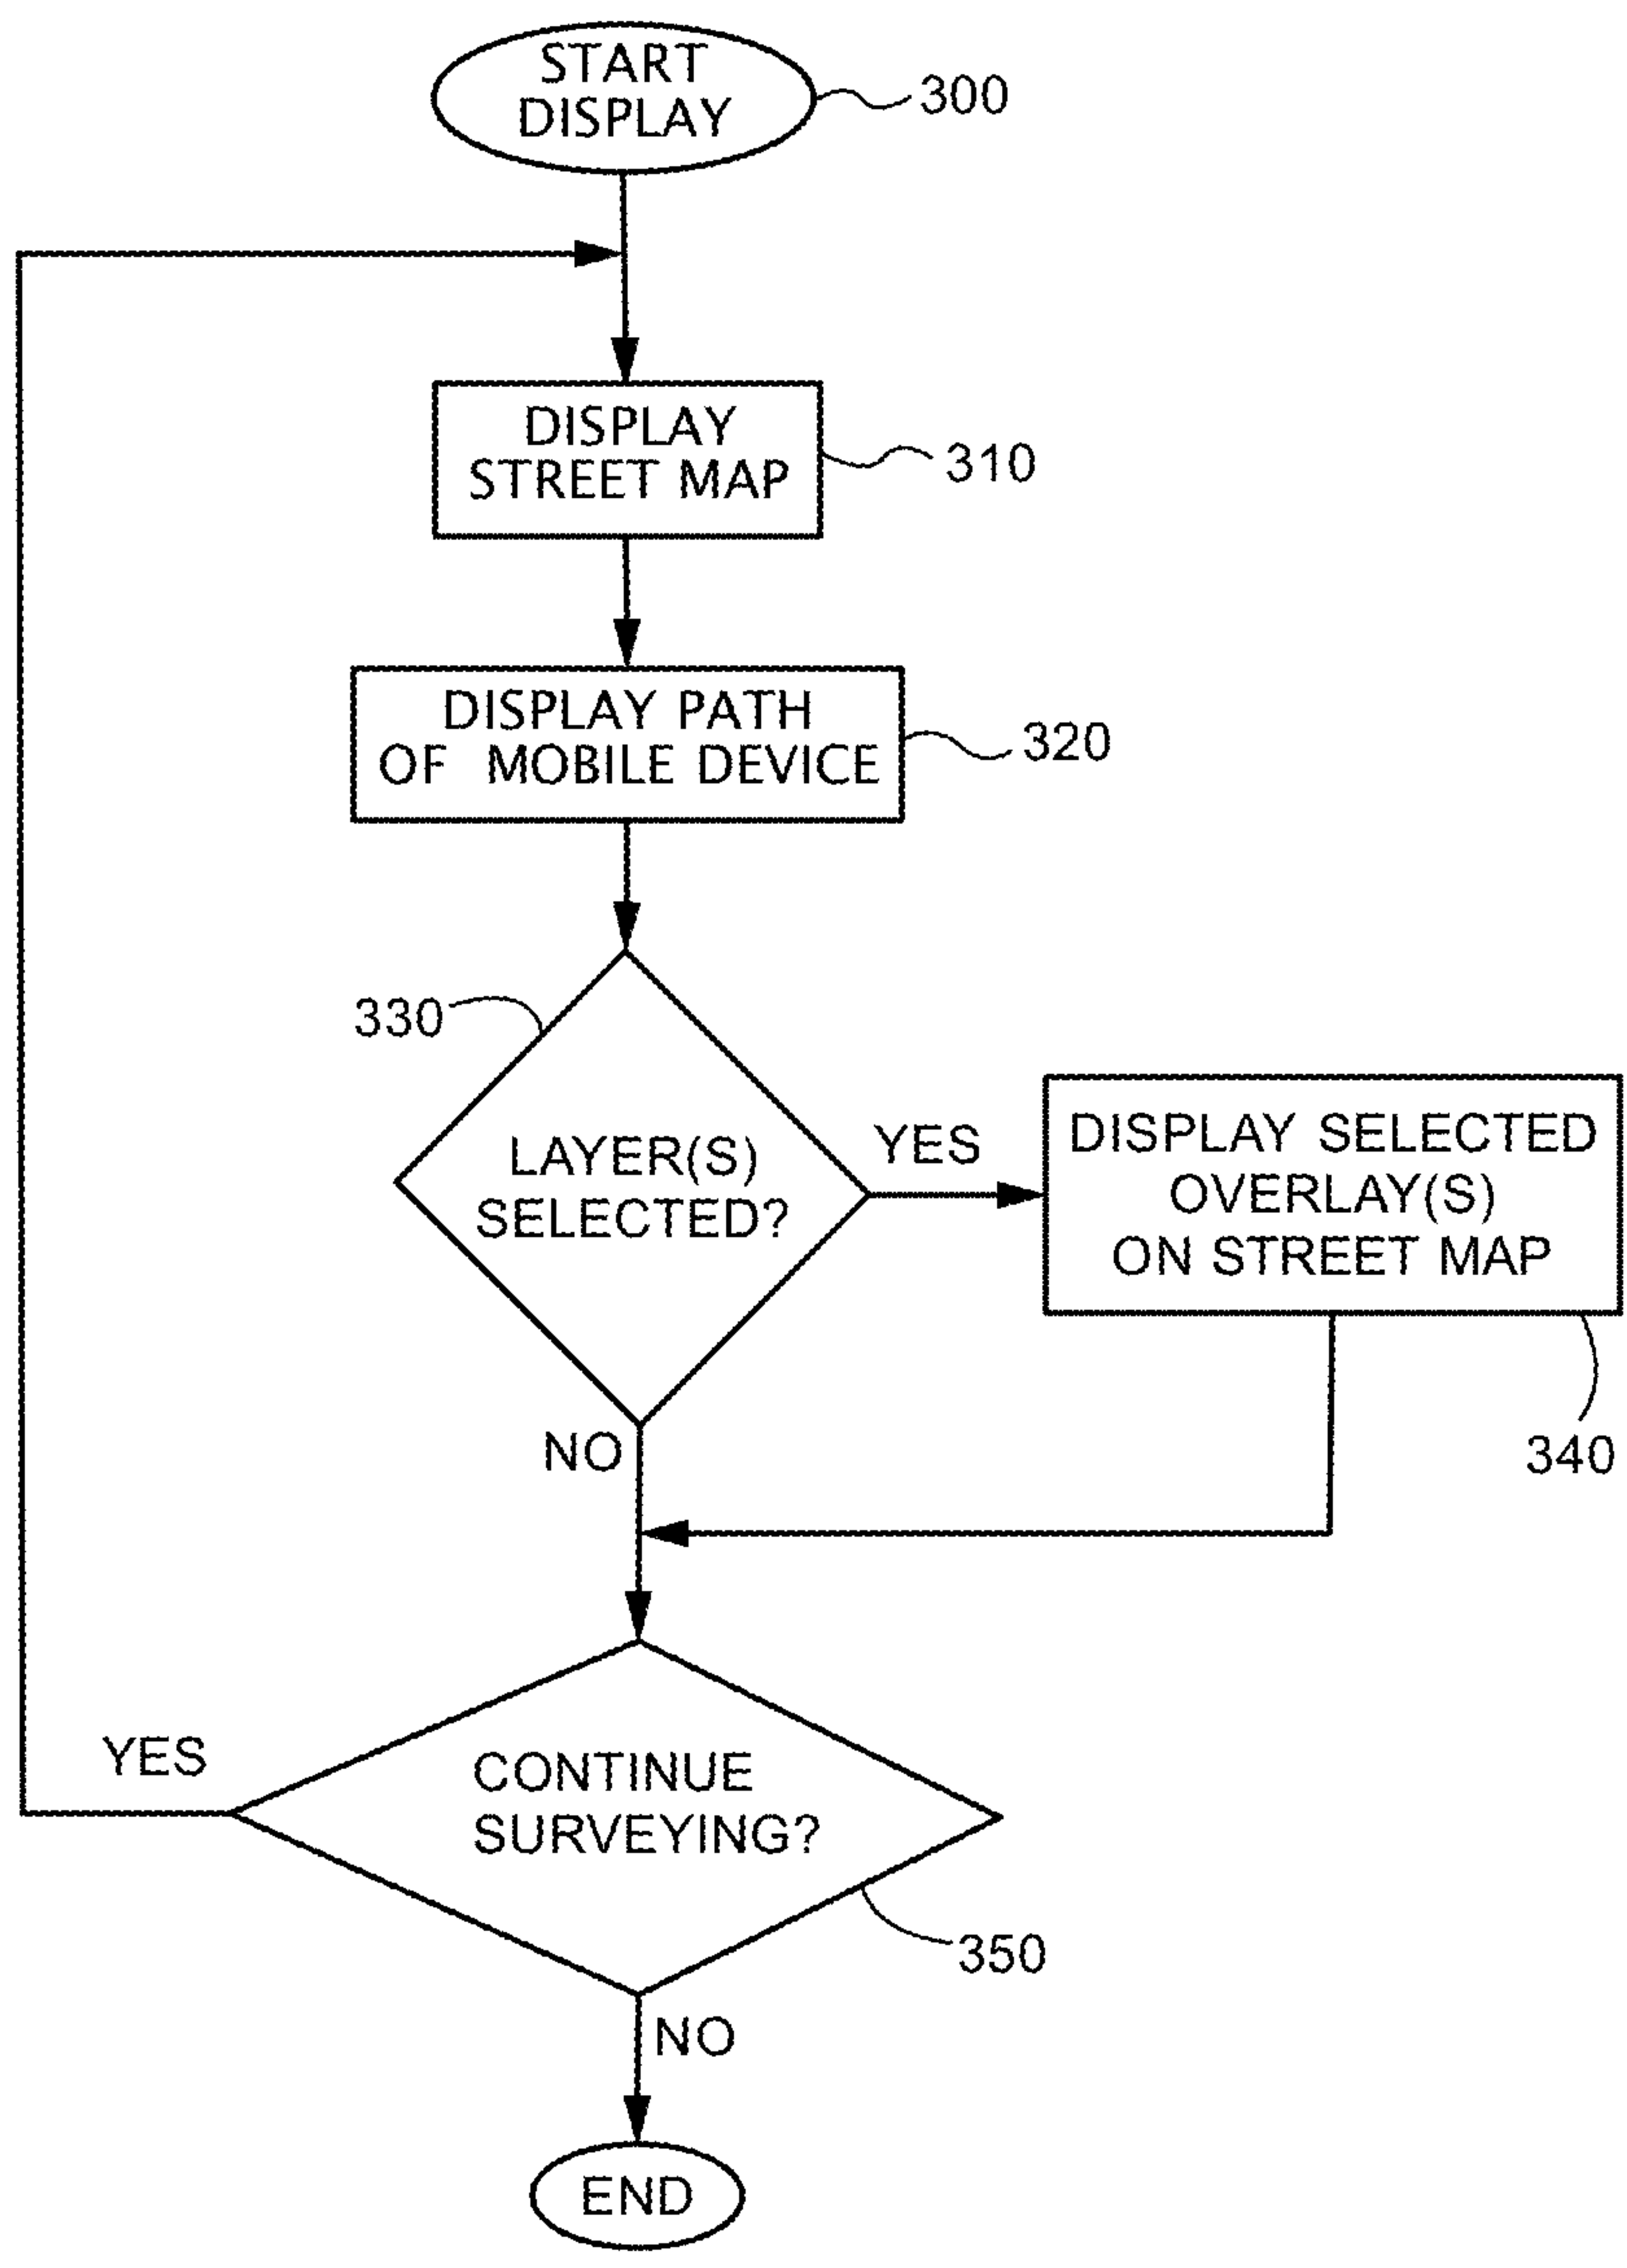 START
DISPLAY
300
DISPLAY
STREET MAP
310
DISPLAY PATH
OF MOBILE DEVICE
320
330
LAYER(S)
SELECTED?
YES
DISPLAY SELECTED
OVERLAY(S)
ON STREET MAP
340
NO
YES
CONTINUE
SURVEYING?
350
NO
END